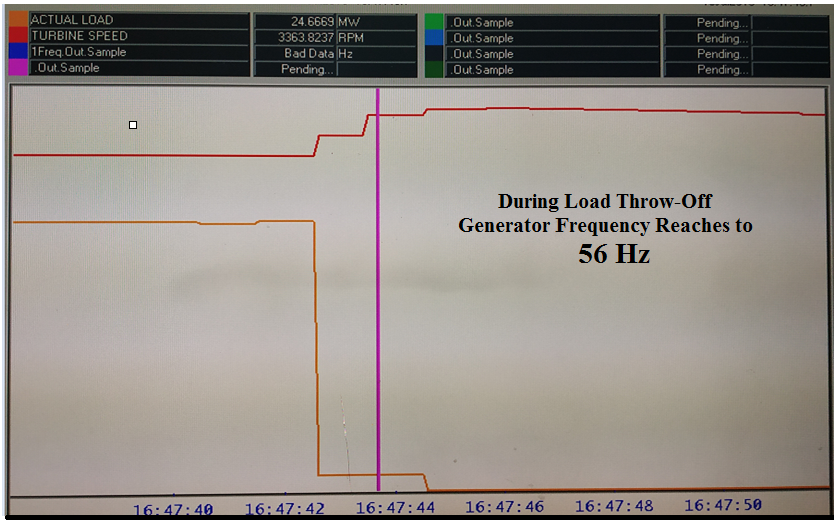 ACTUAL LOAD 24.6669 MW .Out.Sample Pending...
TURBINE SPEED 3363.8237 RPM .Out.Sample Pending...
1Freq.Out.Sample Bad Data Hz .Out.Sample Pending...
.Out.Sample Pending... .Out.Sample Pending...
During Load Throw-Off
Generator Frequency Reaches to
56 Hz
16:47:40 16:47:42 16:47:44 16:47:46 16:47:48 16:47:50